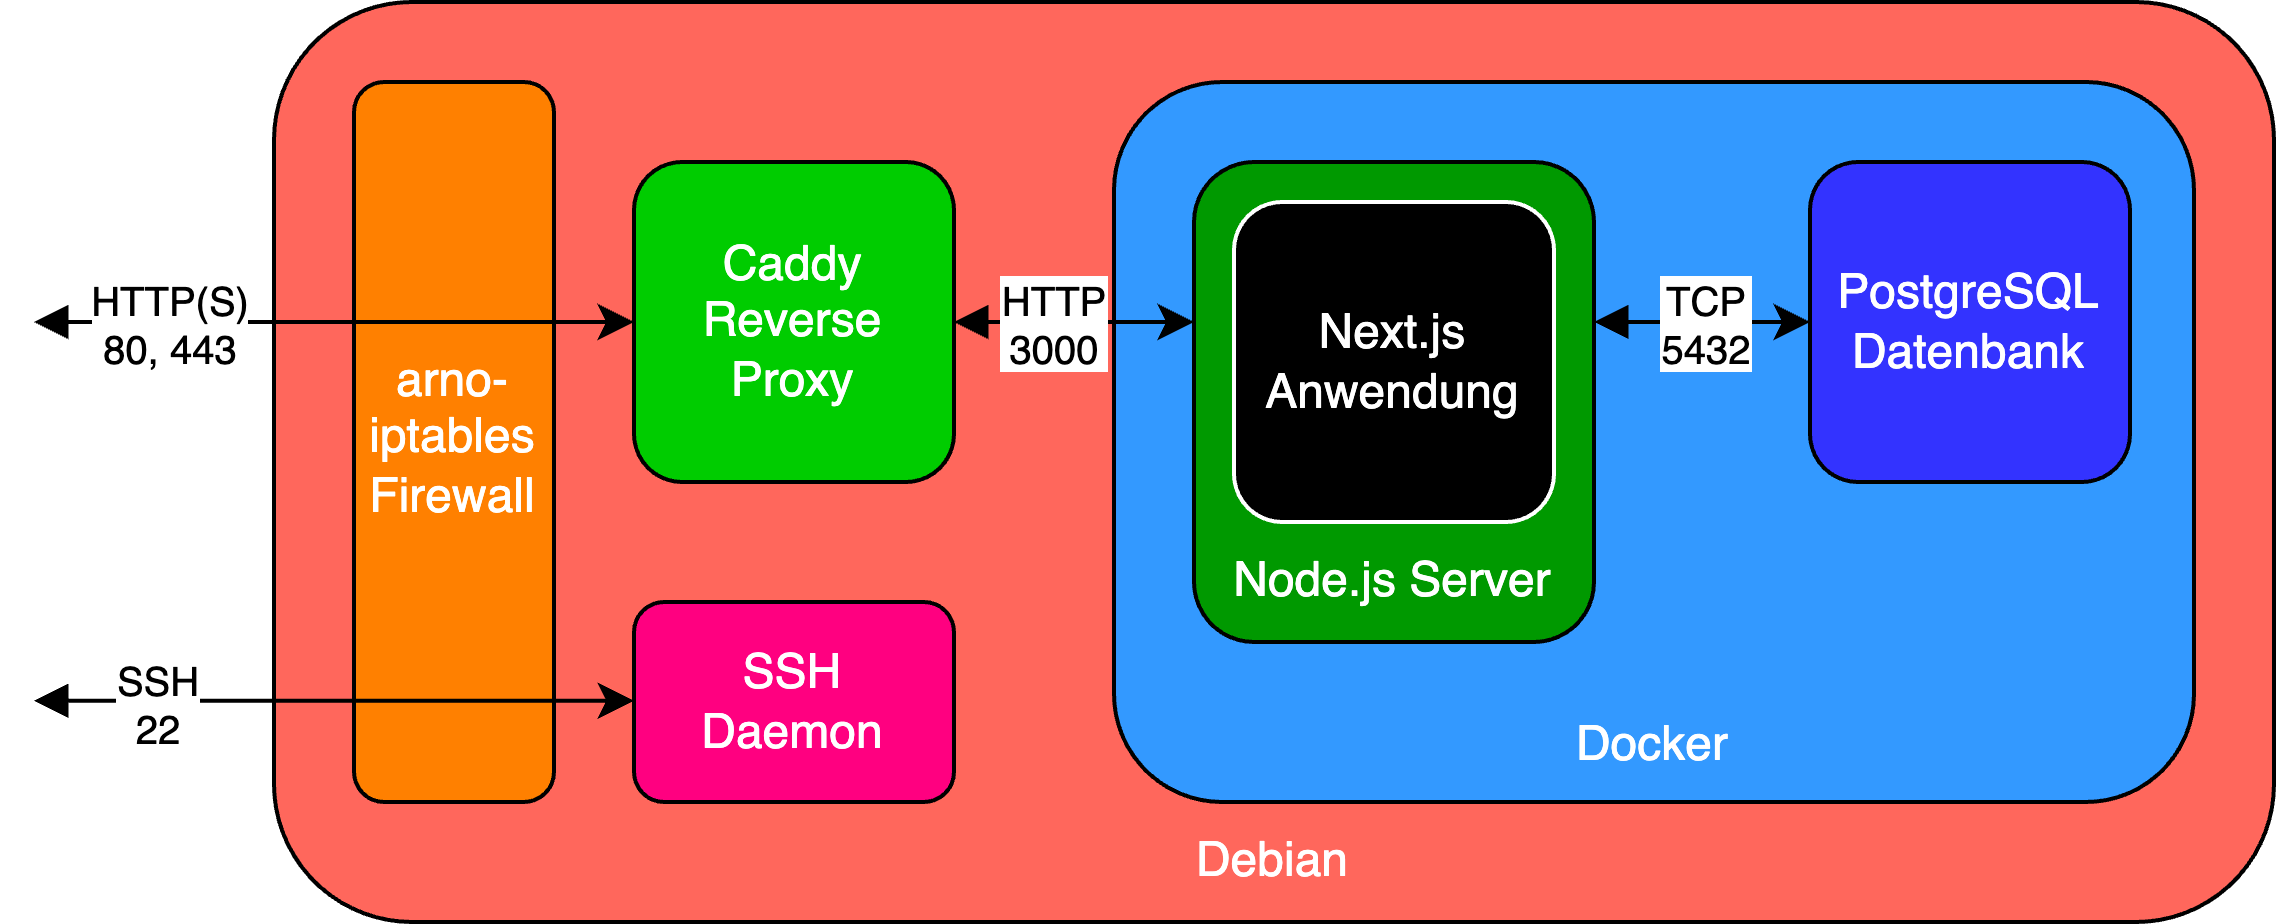 HTTP(S)
80, 443
SSH
22
arno-
iptables
Firewall
Caddy
Reverse
Proxy
SSH
Daemon
HTTP
3000
Next.js
Anwendung
Node.js Server
TCP
5432
PostgreSQL
Datenbank
Docker
Debian